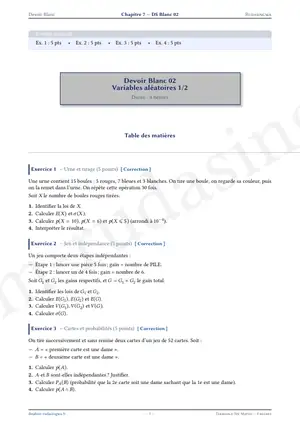 Devoir Blanc
Chapitre 7 — DS Blanc 02
Ex. 1 : 5 pts • Ex. 2 : 5 pts • Ex. 3 : 5 pts • Ex. 4 : 5 pts
Devoir Blanc 02
Variables aléatoires 1/2
Table des matières
Exercice 1 – Urne et tirage (5 points) [ Correction ]
Une urne contient 15 boules : 5 rouges, 7 bleues et 3 blanches. On tire une boule, on regarde sa couleur, puis
on la remet dans l'urne. On répète cette opération 30 fois.
Soit X le nombre de boules rouges tirées.
1. Identifier la loi de X.
2. Calculer E(X) et σ(X).
3. Calculer p(X = 10), p(X > 6) et p(X ⩽ 5) (arrondi à 10⁻⁴).
4. Interpréter le résultat.
Exercice 2 – Jeu et indépendance (5 points) [ Correction ]
Un jeu comporte deux étapes indépendantes :
— Étape 1 : lancer une pièce 5 fois ; gain = nombre de PILE.
— Étape 2 : lancer un dé 4 fois ; gain = nombre de 6.
Soit G₁ et G₂ les gains respectifs, et G = G₁ + G₂ le gain total.
1. Identifier les lois de G₁ et G₂.
2. Calculer E(G₁), E(G₂) et E(G).
3. Calculer V(G₁), V(G₂) et V(G).
4. Calculer σ(G).
Exercice 3 – Cartes et probabilités (5 points) [ Correction ]
On tire successivement et sans remise deux cartes d'un jeu de 52 cartes. Soit :
— A = « première carte est une dame ».
— B = « deuxième carte est une dame ».
1. Calculer p(A).
2. A et B sont-elles indépendantes ? Justifier.
3. Calculer P_A(B) (probabilité que la 2e carte soit une dame sachant que la 1e est une dame).
4. Calculer p(A ∩ B).
– 1 –